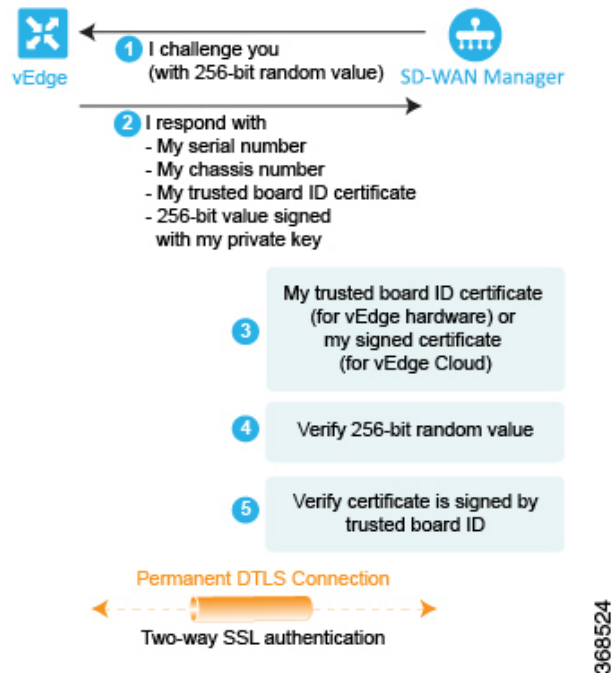 vEdge
SD-WAN Manager
1 I challenge you
(with 256-bit random value)
2 I respond with
- My serial number
- My chassis number
- My trusted board ID certificate
- 256-bit value signed
with my private key
3 My trusted board ID certificate
(for vEdge hardware) or
my signed certificate
(for vEdge Cloud)
4 Verify 256-bit random value
5 Verify certificate is signed by
trusted board ID
Permanent DTLS Connection
Two-way SSL authentication
368524